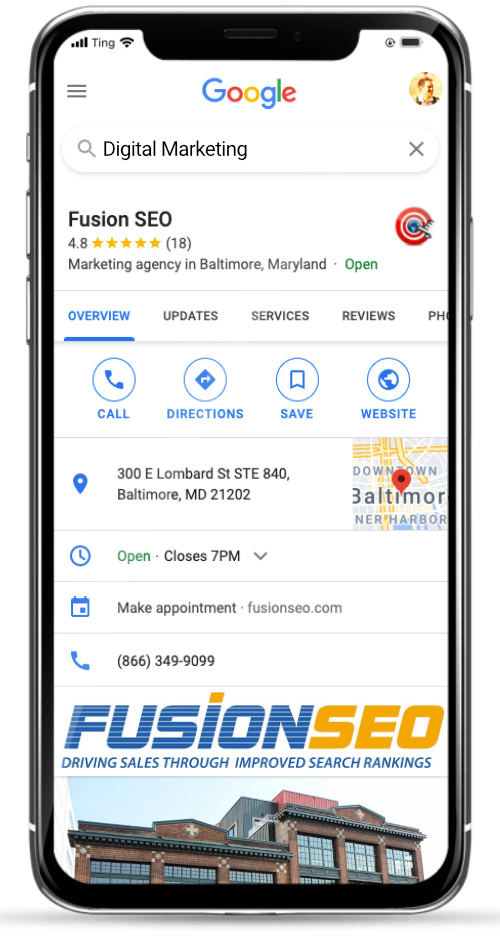 Ting
Google
Digital Marketing
Fusion SEO
4.8 (18)
Marketing agency in Baltimore, Maryland · Open
OVERVIEW UPDATES SERVICES REVIEWS PHO
CALL DIRECTIONS SAVE WEBSITE
300 E Lombard St STE 840,
Baltimore, MD 21202
DOWNTOWN
Baltimor
NER HARBOR
Open · Closes 7PM
Make appointment · fusionseo.com
(866) 349-9099
FUSIONSEO
DRIVING SALES THROUGH IMPROVED SEARCH RANKINGS